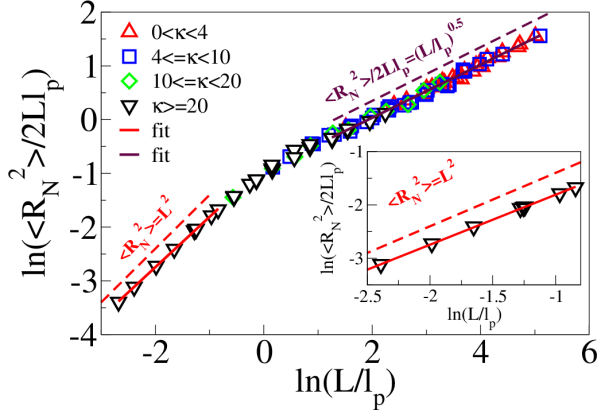 ln(<R_N^2>/2Ll_p)
2
1
0
-1
-2
-3
-4
-2
0
2
4
6
ln(L/l_p)
0<κ<4
4<=κ<10
10<=κ<20
κ>=20
fit
fit
<R_N^2>/2Ll_p=(L/l_p)^0.5
<R_N^2>=L^2
ln(<R_N^2>/2Ll_p)
-1
-2
-3
-2.5
-2
-1.5
-1
ln(L/l_p)
<R_N^2>=L^2